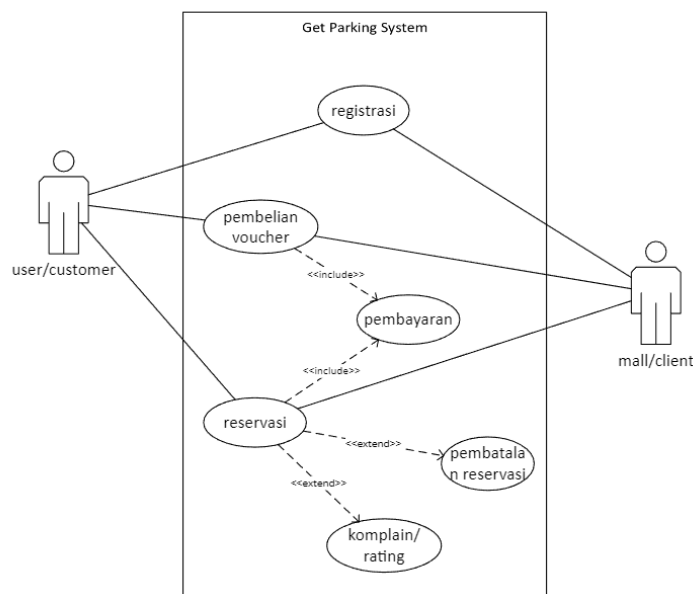 Get Parking System
registrasi
user/customer
pembelian
voucher
<<include>>
pembayaran
mall/client
<<include>>
reservasi
<<extend>>
pembatala
n reservasi
<<extend>>
komplain/
rating